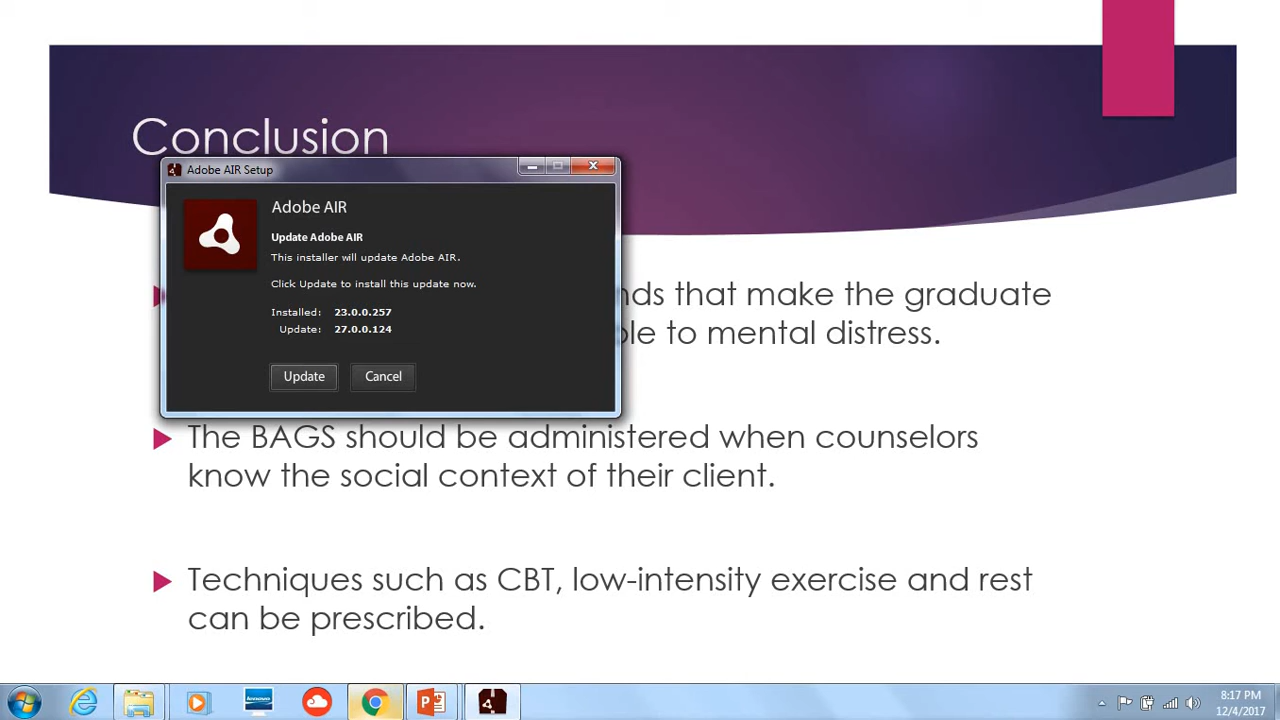 Conclusion
Adobe AIR Setup
Adobe AIR
Update Adobe AIR
This installer will update Adobe AIR.
Click Update to install this update now.
Installed: 23.0.0.257
Update: 27.0.0.124
Update Cancel
that make the graduate
to mental distress.
The BAGS should be administered when counselors
know the social context of their client.
Techniques such as CBT, low-intensity exercise and rest
can be prescribed.
8:17 PM
12/4/2017